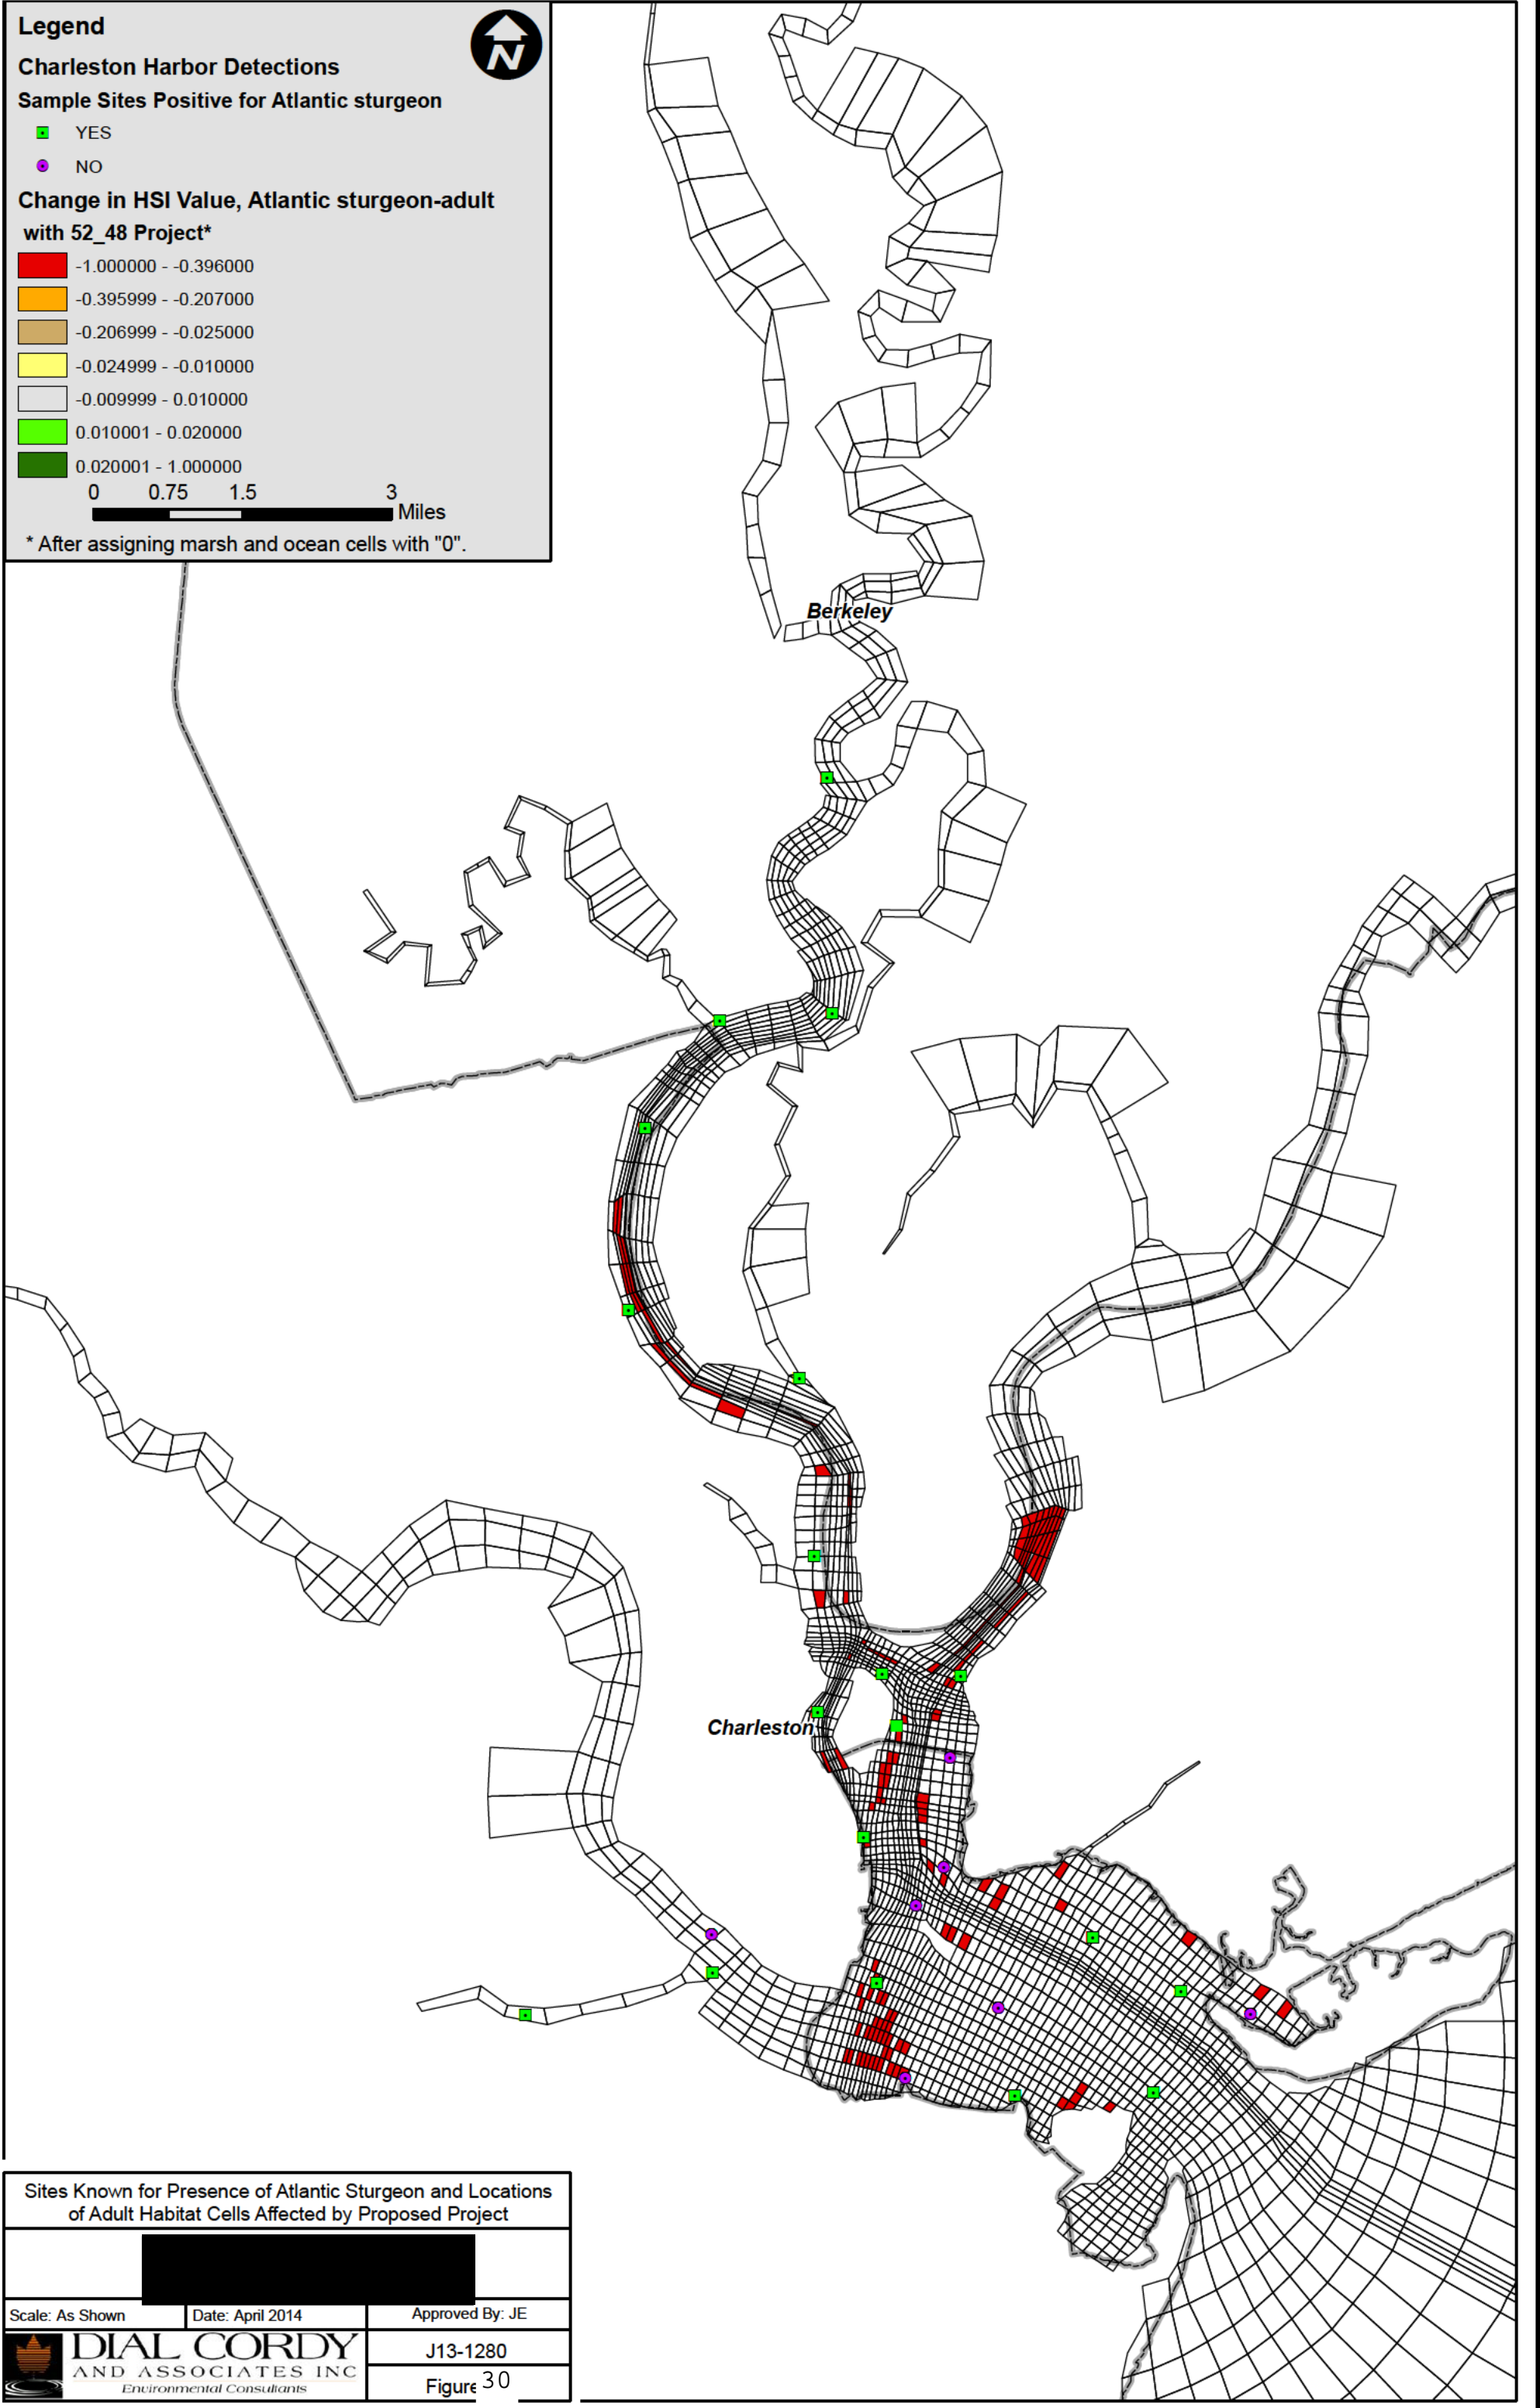 Legend
N
Charleston Harbor Detections
Sample Sites Positive for Atlantic sturgeon
YES
NO
Change in HSI Value, Atlantic sturgeon-adult
with 52_48 Project*
-1.000000 - -0.396000
-0.395999 - -0.207000
-0.206999 - -0.025000
-0.024999 - -0.010000
-0.009999 - 0.010000
0.010001 - 0.020000
0.020001 - 1.000000
0 0.75 1.5 3
Miles
* After assigning marsh and ocean cells with "0".
Berkeley
Charleston
Sites Known for Presence of Atlantic Sturgeon and Locations
of Adult Habitat Cells Affected by Proposed Project
Scale: As Shown Date: April 2014 Approved By: JE
DIAL CORDY
AND ASSOCIATES INC
Environmental Consultants
J13-1280
Figure 30